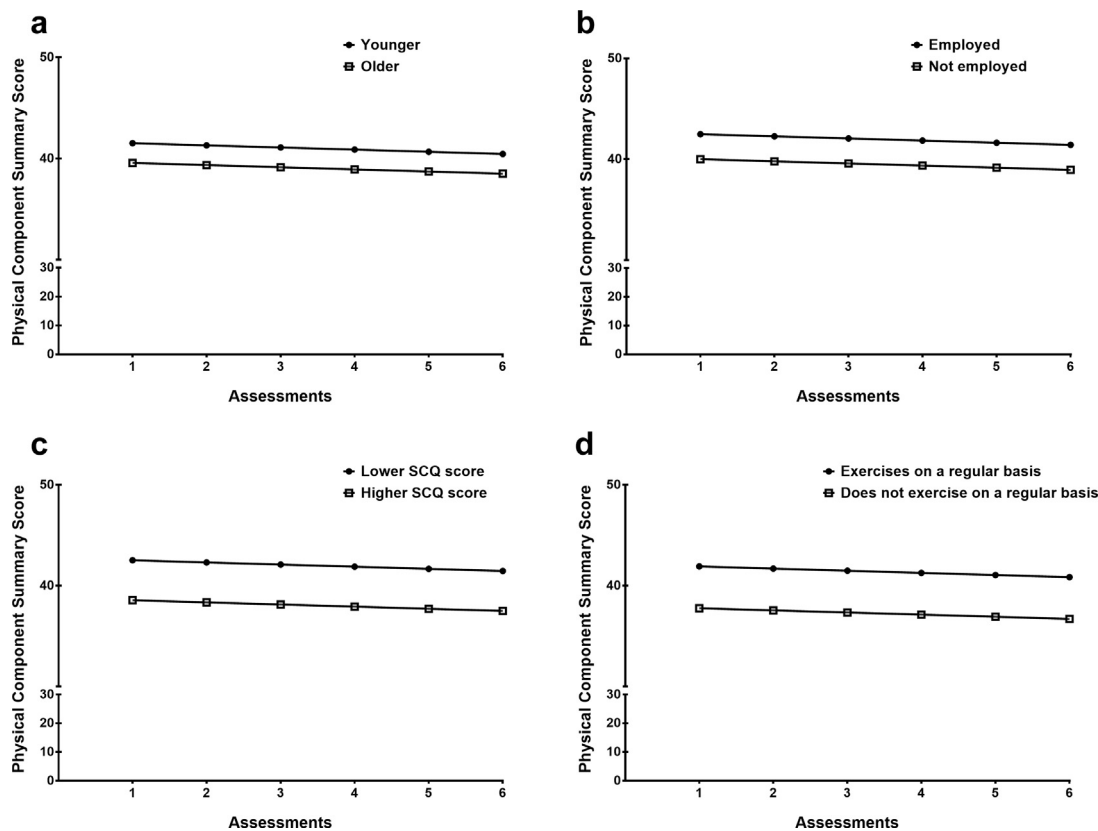 a
Younger
Older
Physical Component Summary Score
50
40
30
20
10
0
1 2 3 4 5 6
Assessments
b
Employed
Not employed
Physical Component Summary Score
50
40
30
20
10
0
1 2 3 4 5 6
Assessments
c
Lower SCQ score
Higher SCQ score
Physical Component Summary Score
50
40
30
20
10
0
1 2 3 4 5 6
Assessments
d
Exercises on a regular basis
Does not exercise on a regular basis
Physical Component Summary Score
50
40
30
20
10
0
1 2 3 4 5 6
Assessments